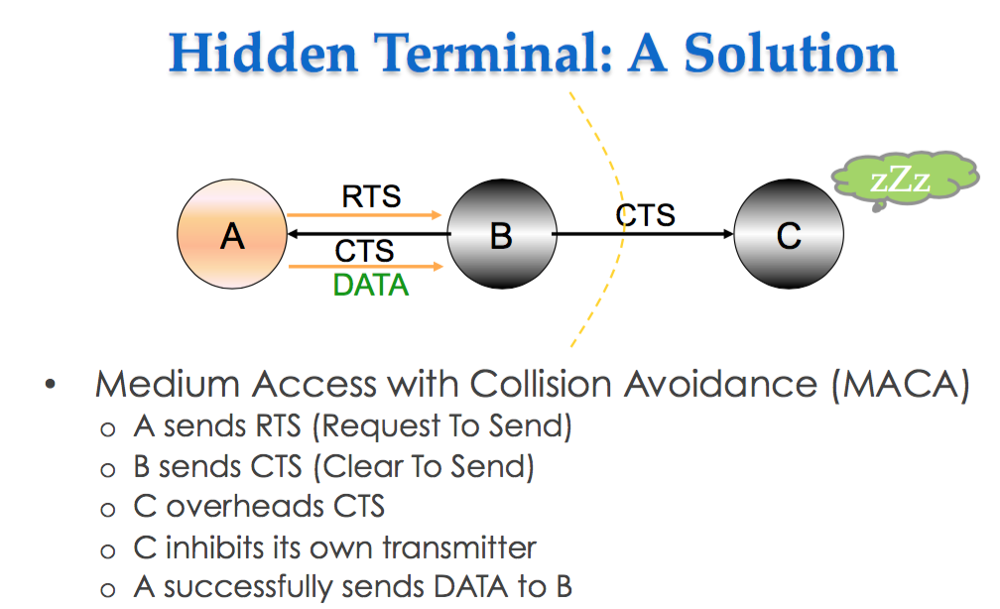 Hidden Terminal: A Solution
zZz
RTS
CTS
A
B
C
CTS
DATA
• Medium Access with Collision Avoidance (MACA)
o A sends RTS (Request To Send)
o B sends CTS (Clear To Send)
o C overheads CTS
o C inhibits its own transmitter
o A successfully sends DATA to B